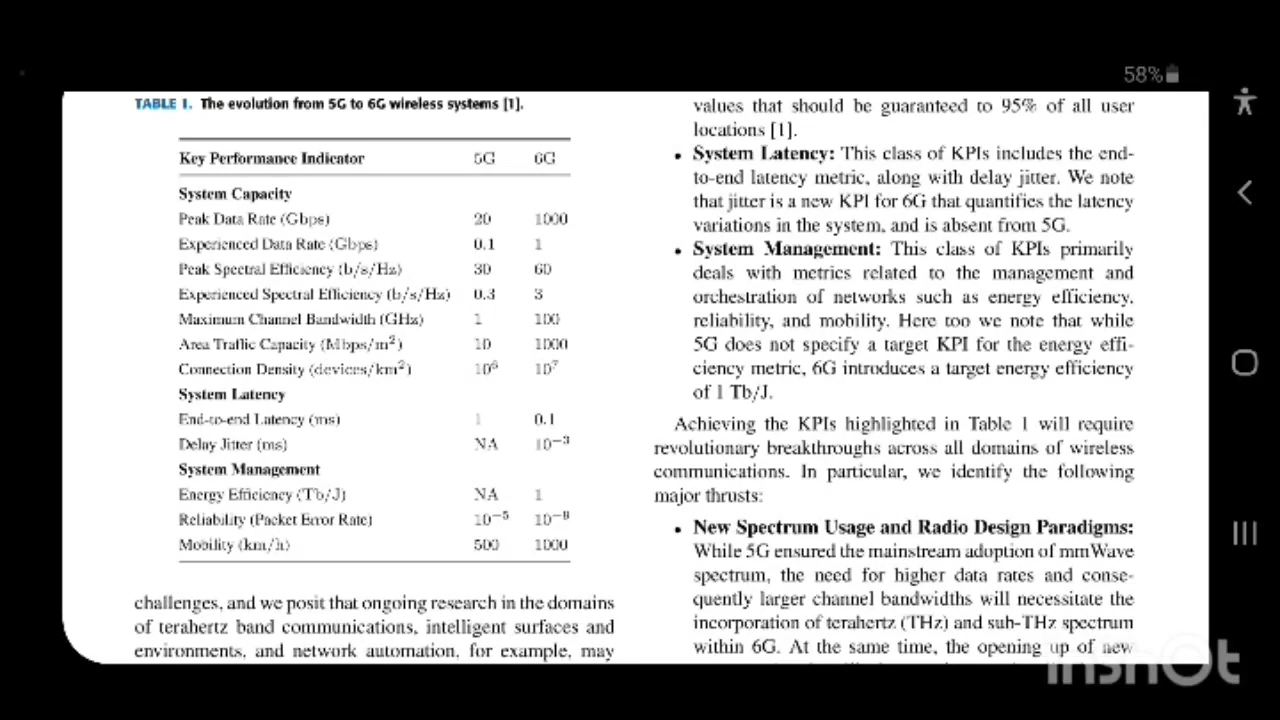 58%
TABLE 1. The evolution from 5G to 6G wireless systems [1].
Key Performance Indicator 5G 6G
System Capacity
Peak Data Rate (Gbps) 20 1000
Experienced Data Rate (Gbps) 0.1 1
Peak Spectral Efficiency (b/s/Hz) 30 60
Experienced Spectral Efficiency (b/s/Hz) 0.3 3
Maximum Channel Bandwidth (GHz) 1 100
Area Traffic Capacity (Mbps/m²) 10 1000
Connection Density (devices/km²) 10⁶ 10⁷
System Latency
End-to-end Latency (ms) 1 0.1
Delay Jitter (ms) NA 10⁻³
System Management
Energy Efficiency (Tb/J) NA 1
Reliability (Packet Error Rate) 10⁻⁵
Mobility (km/h) 500 1000
challenges, and we posit that ongoing research in the domains
of terahertz band communications, intelligent surfaces and
environments, and network automation, for example, may
values that should be guaranteed to 95% of all user
locations [1].
• System Latency: This class of KPIs includes the end-
to-end latency metric, along with delay jitter. We note
that jitter is a new KPI for 6G that quantifies the latency
variations in the system, and is absent from 5G.
• System Management: This class of KPIs primarily
deals with metrics related to the management and
orchestration of networks such as energy efficiency,
reliability, and mobility. Here too we note that while
5G does not specify a target KPI for the energy effi-
ciency metric, 6G introduces a target energy efficiency
of 1 Tb/J.
Achieving the KPIs highlighted in Table 1 will require
revolutionary breakthroughs across all domains of wireless
communications. In particular, we identify the following
major thrusts:
• New Spectrum Usage and Radio Design Paradigms:
While 5G ensured the mainstream adoption of mmWave
spectrum, the need for higher data rates and conse-
quently larger channel bandwidths will necessitate the
incorporation of terahertz (THz) and sub-THz spectrum
within 6G. At the same time, the opening up of new
InShOt